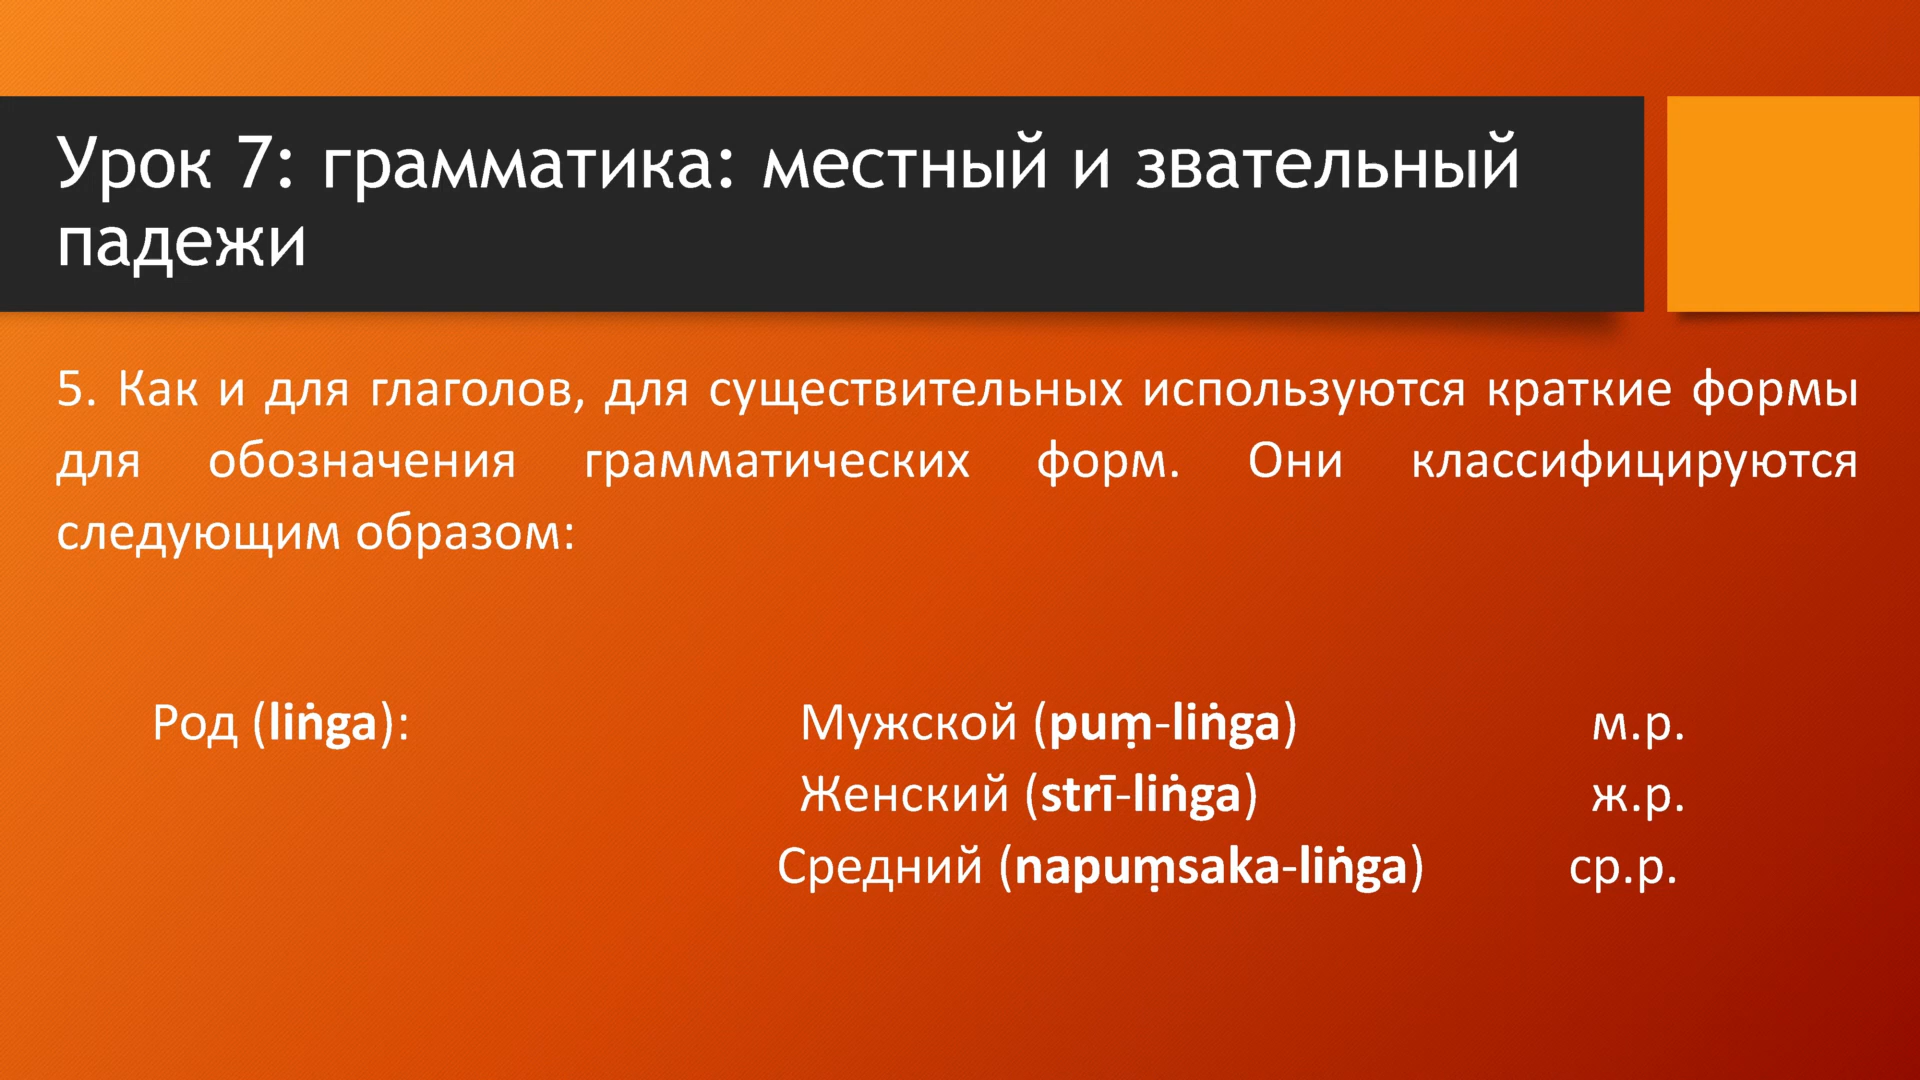 Урок 7: грамматика: местный и звательный
падежи
5. Как и для глаголов, для существительных используются краткие формы
для обозначения грамматических форм. Они классифицируются
следующим образом:
Род (liṅga): Мужской (puṃ-liṅga) м.р.
Женский (strī-liṅga) ж.р.
Средний (napuṃsaka-liṅga) ср.р.